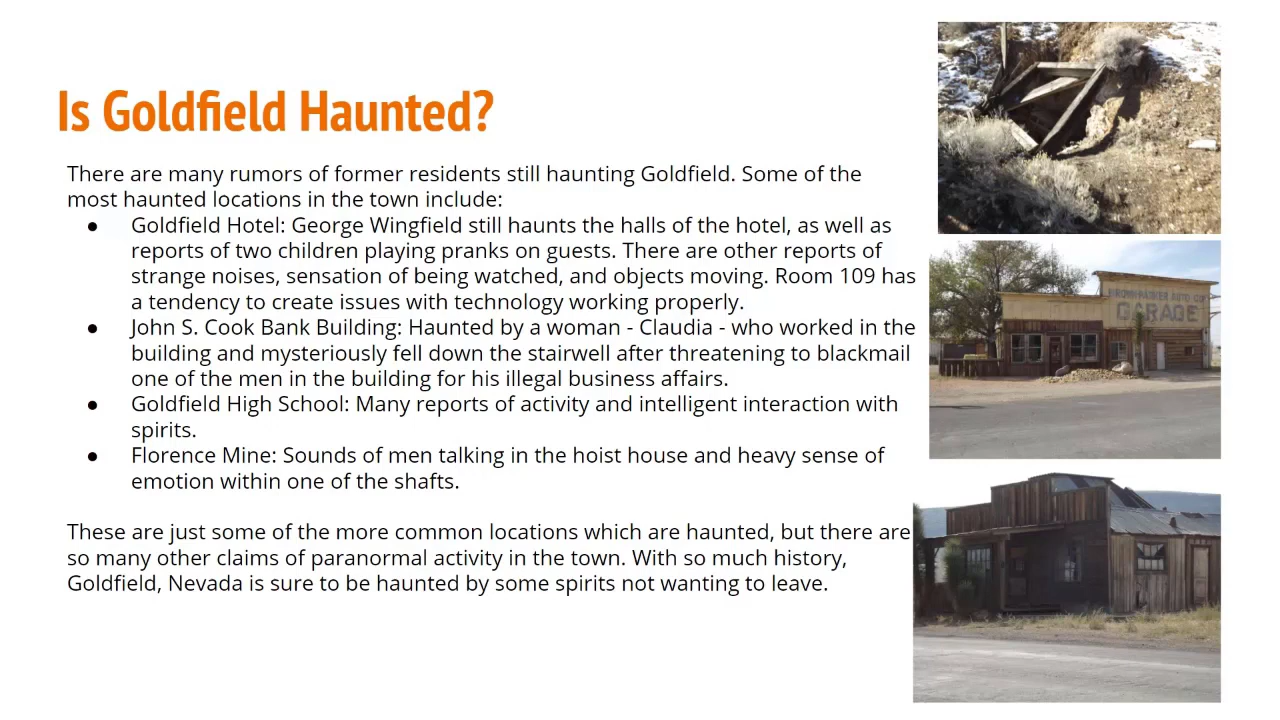 Is Goldfield Haunted?
There are many rumors of former residents still haunting Goldfield. Some of the
most haunted locations in the town include:
● Goldfield Hotel: George Wingfield still haunts the halls of the hotel, as well as
reports of two children playing pranks on guests. There are other reports of
strange noises, sensation of being watched, and objects moving. Room 109 has
a tendency to create issues with technology working properly.
● John S. Cook Bank Building: Haunted by a woman - Claudia - who worked in the
building and mysteriously fell down the stairwell after threatening to blackmail
one of the men in the building for his illegal business affairs.
● Goldfield High School: Many reports of activity and intelligent interaction with
spirits.
● Florence Mine: Sounds of men talking in the hoist house and heavy sense of
emotion within one of the shafts.
These are just some of the more common locations which are haunted, but there are
so many other claims of paranormal activity in the town. With so much history,
Goldfield, Nevada is sure to be haunted by some spirits not wanting to leave.
AUTO CO
GARAGE